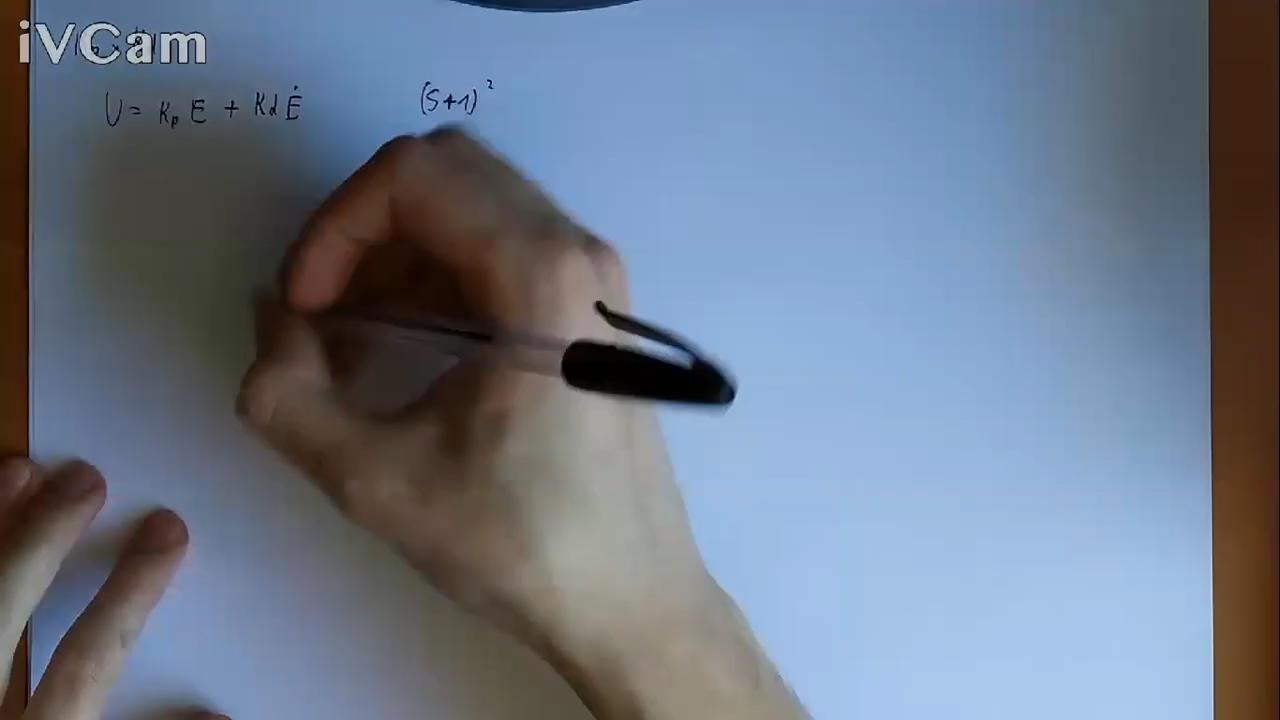 iVCam
U = Kp E + Kd Ė (S+1)²